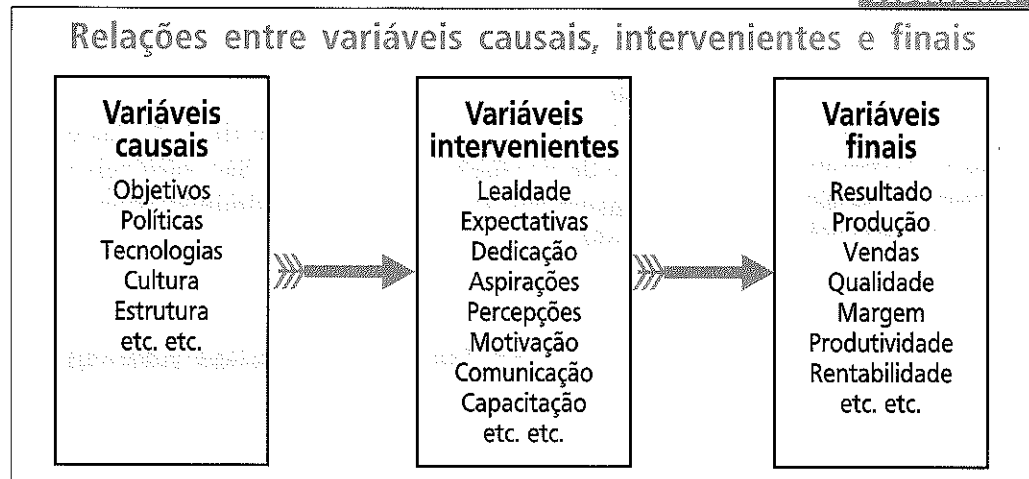 Relações entre variáveis causais, intervenientes e finais
Variáveis
causais
Objetivos
Políticas
Tecnologias
Cultura
Estrutura
etc. etc.
Variáveis
intervenientes
Lealdade
Expectativas
Dedicação
Aspirações
Percepções
Motivação
Comunicação
Capacitação
etc. etc.
Variáveis
finais
Resultado
Produção
Vendas
Qualidade
Margem
Produtividade
Rentabilidade
etc. etc.